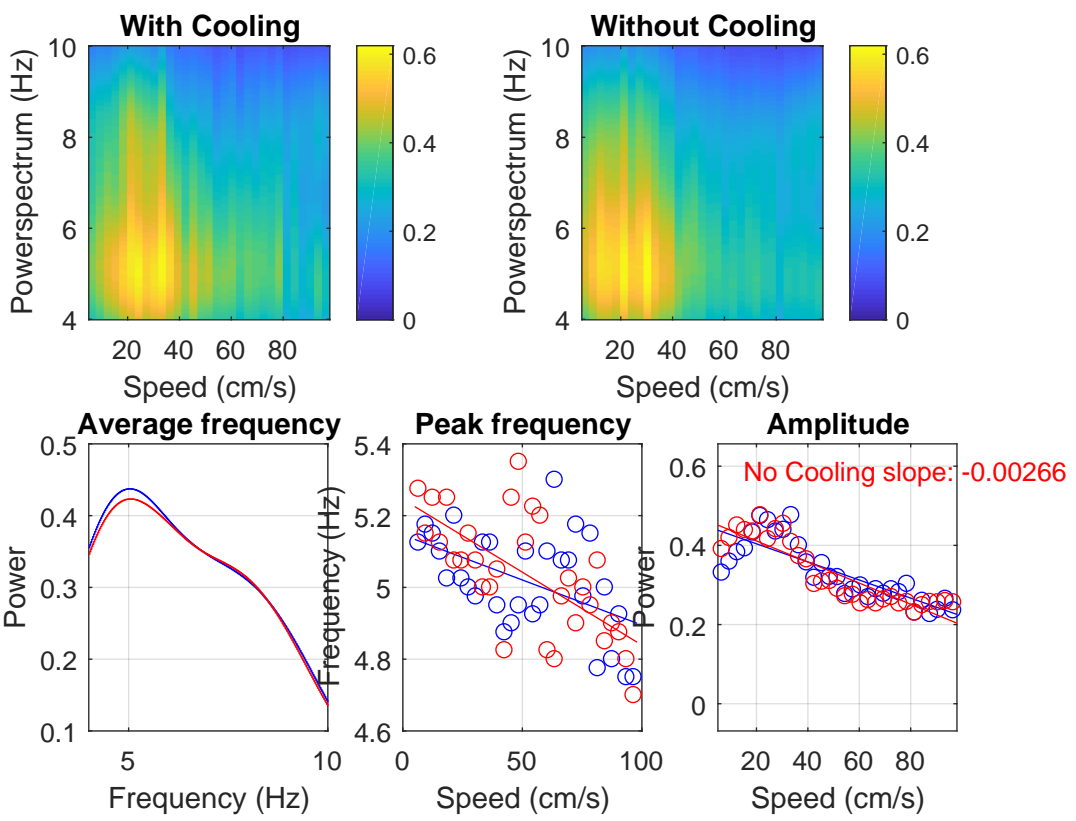 With Cooling
Powerspectrum (Hz)
10
8
6
4
20 40 60 80
Speed (cm/s)
0.6
0.4
0.2
0
Without Cooling
Powerspectrum (Hz)
10
8
6
4
20 40 60 80
Speed (cm/s)
0.6
0.4
0.2
0
Average frequency
Power
0.5
0.4
0.3
0.2
0.1
5 10
Frequency (Hz)
Peak frequency
Frequency (Hz)
5.4
5.2
5
4.8
4.6
0 50 100
Speed (cm/s)
Amplitude
Power
0.6
0.4
0.2
0
No Cooling slope: -0.00266
20 40 60 80
Speed (cm/s)